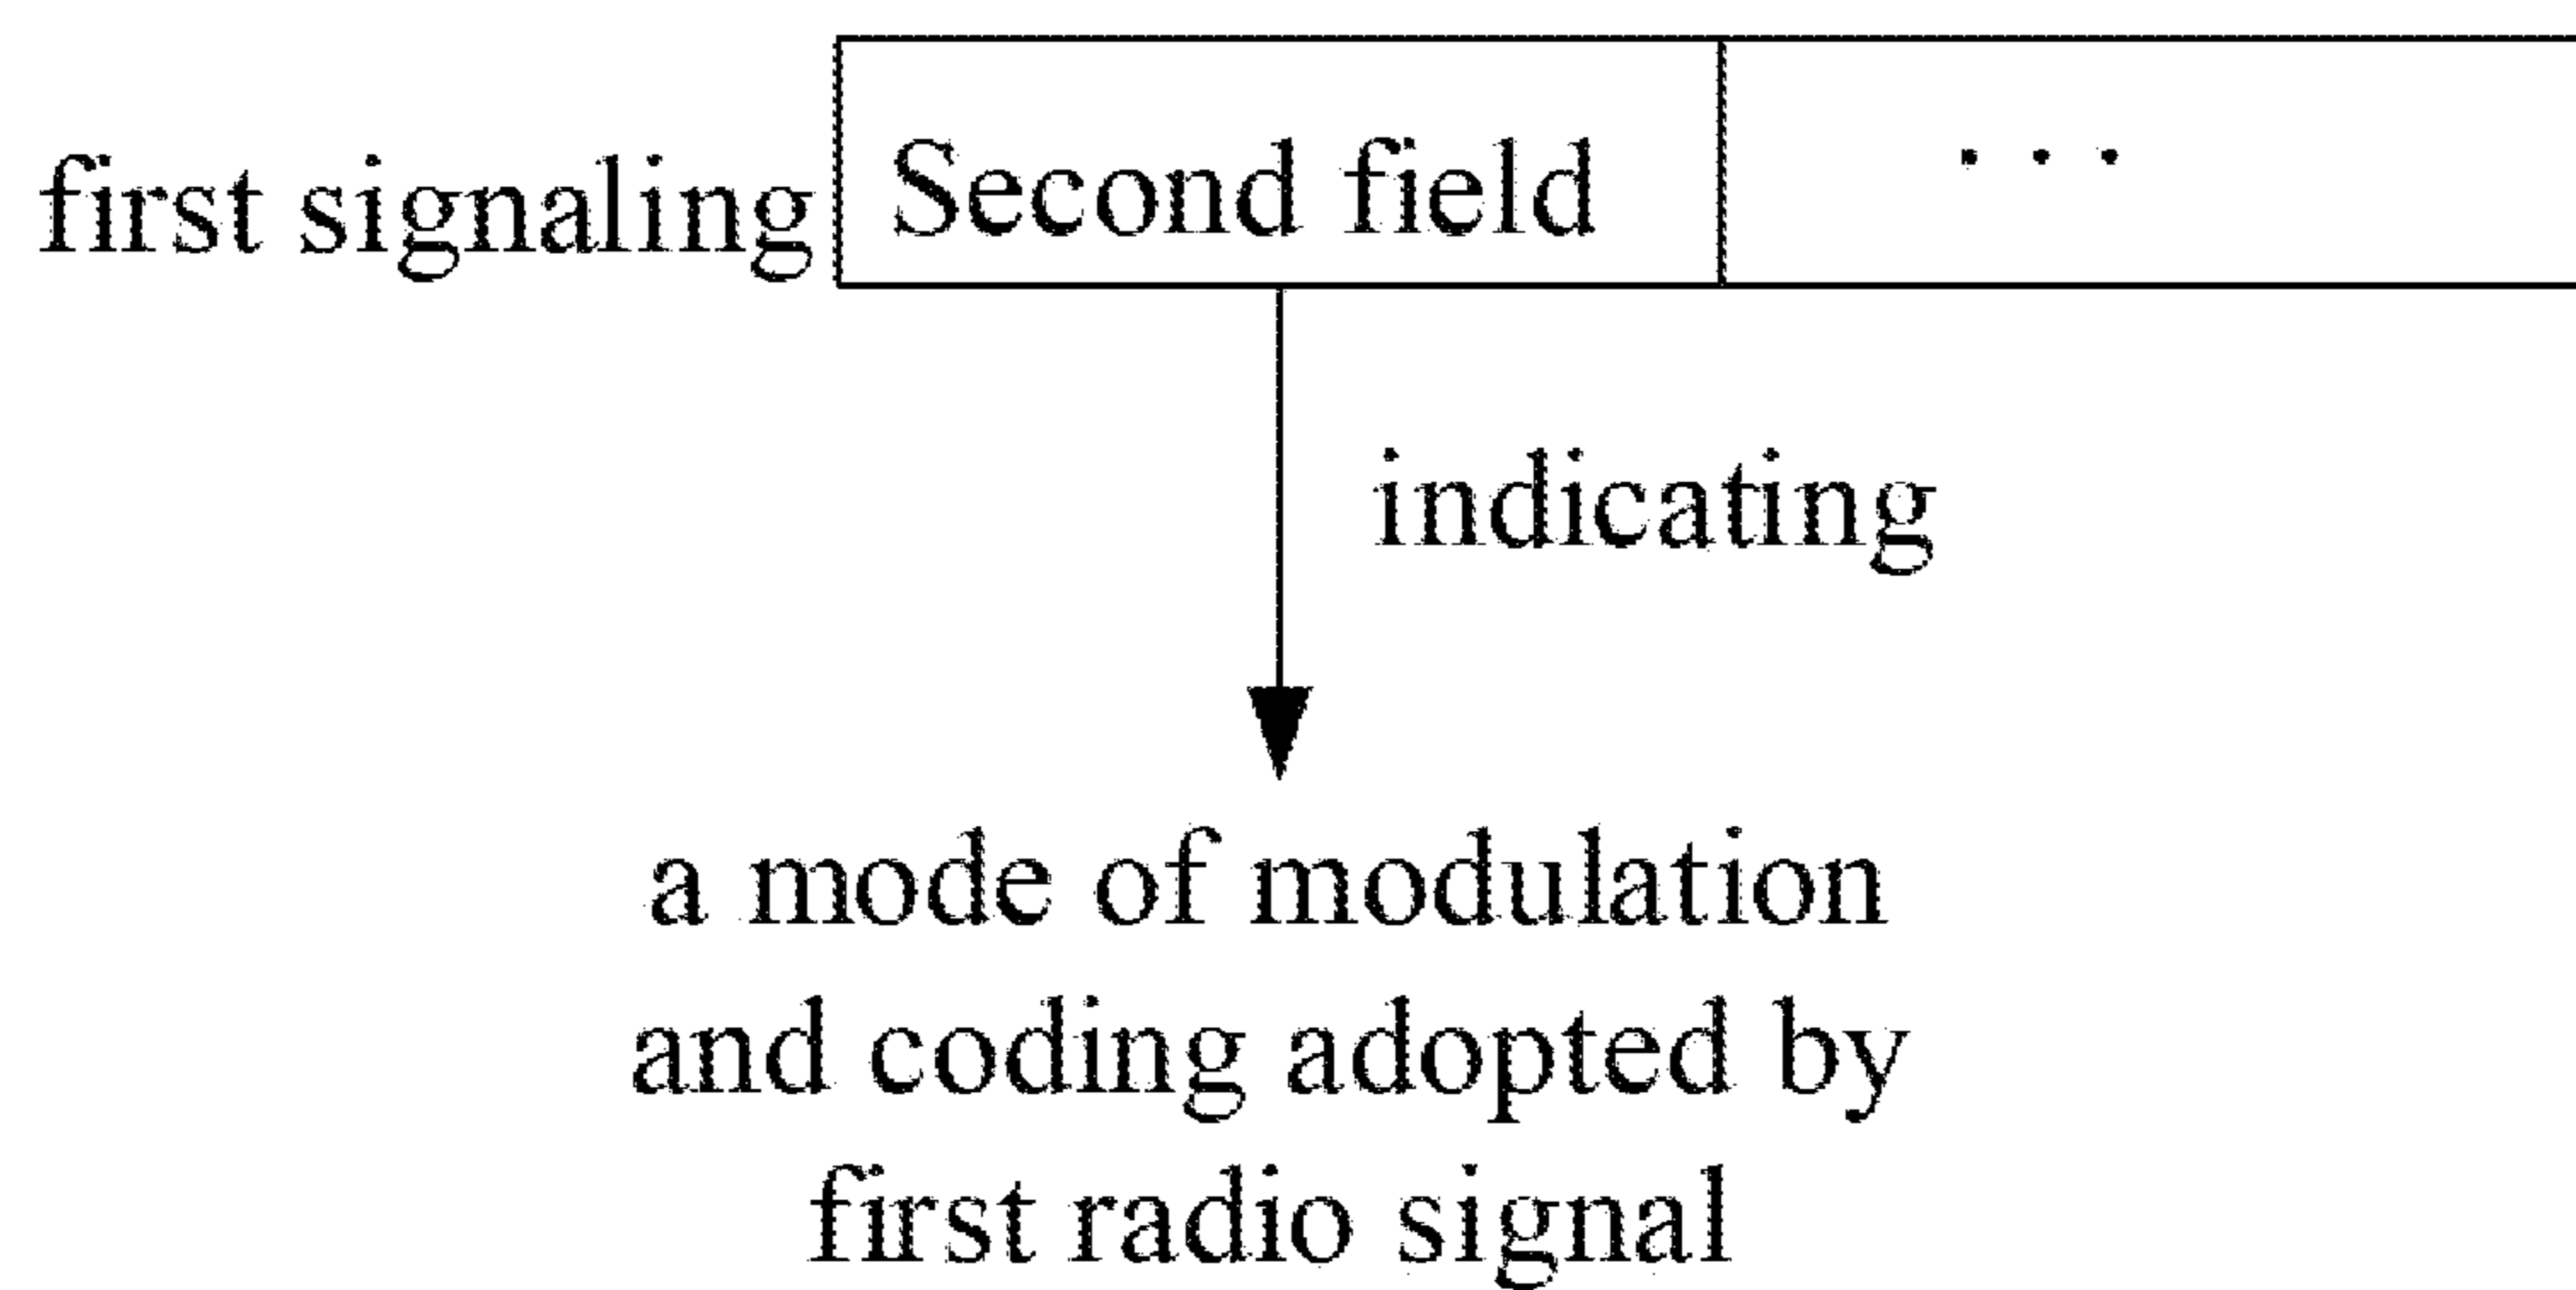 first signaling
Second field
. . .
indicating
a mode of modulation
and coding adopted by
first radio signal